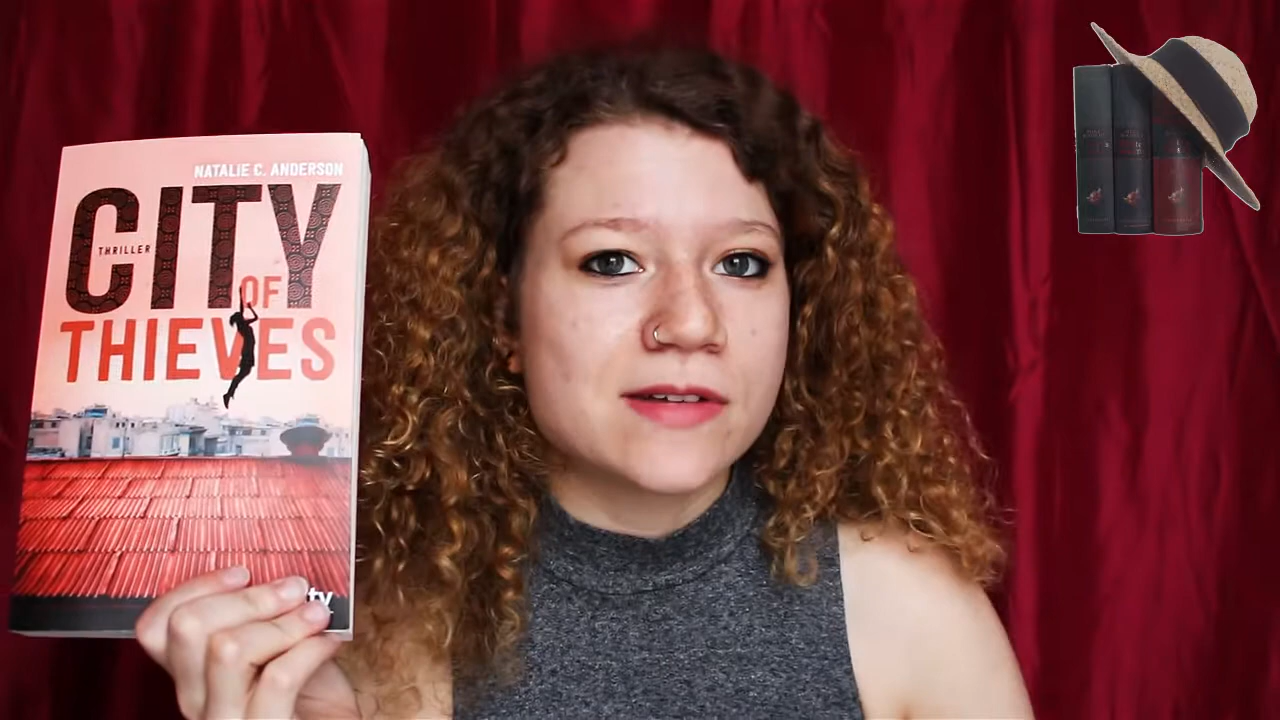 NATALIE C. ANDERSON
CITY
THRILLER
OF
THIEVES